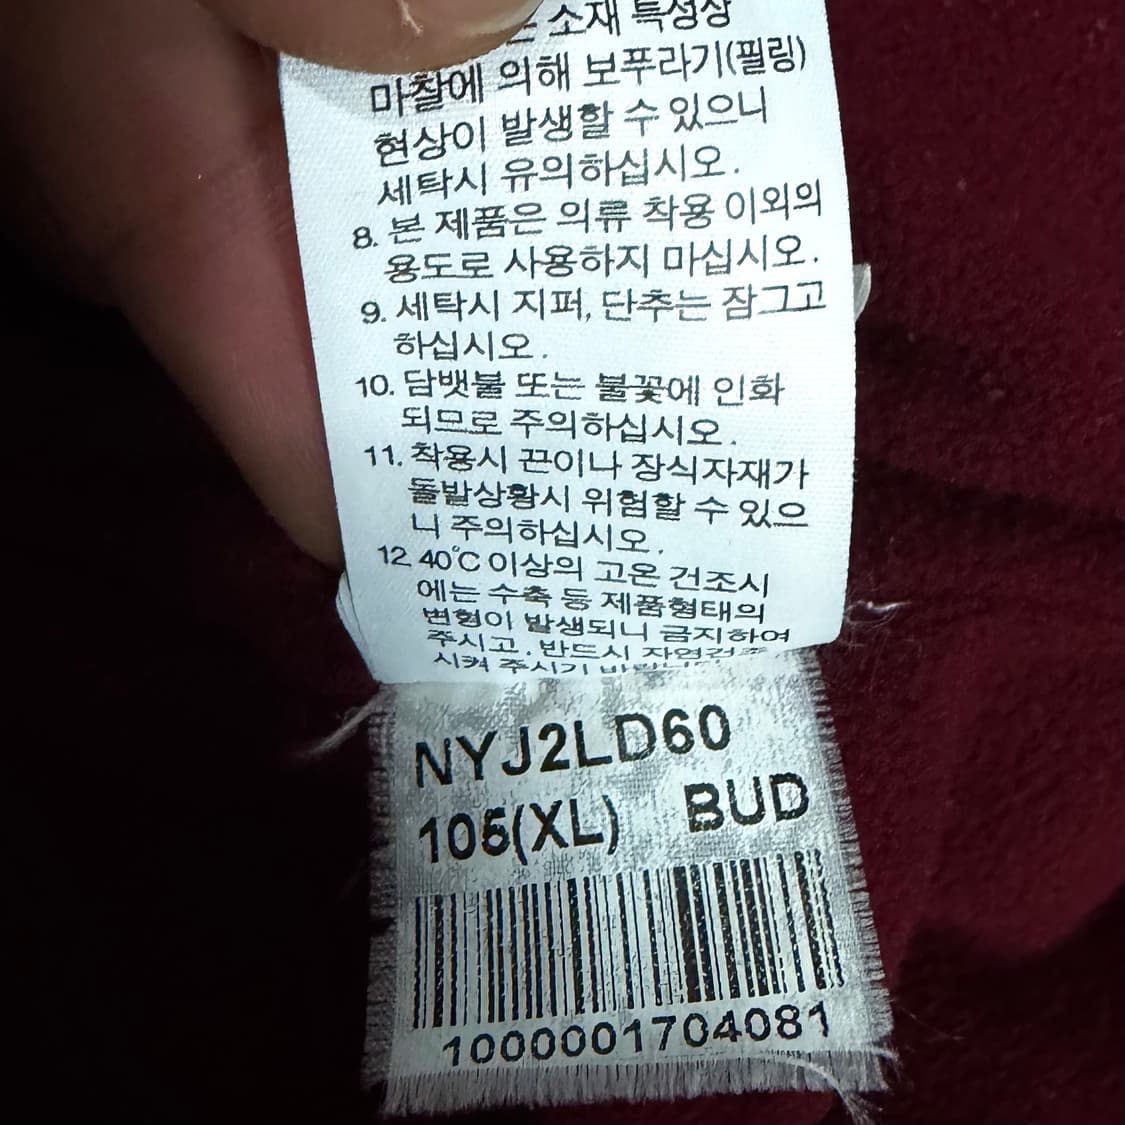 소재 특성상
마찰에 의해 보푸라기(필링)
현상이 발생할 수 있으니
세탁시 유의하십시오.
8. 본 제품은 의류 착용 이외의
용도로 사용하지 마십시오.
9. 세탁시 지퍼, 단추는 잠그고
하십시오.
10. 담뱃불 또는 불꽃에 인화
되므로 주의하십시오.
11. 착용시 끈이나 장식자재가
돌발상황시 위험할 수 있으
니 주의하십시오.
12 40℃ 이상의 고온 건조시
에는 수축 등 제품형태의
변형이 발생되니 금지하여
주시고, 반드시 자연건조
시켜 주시기
NYJ2LD60
105(XL) BUD
1000001704081